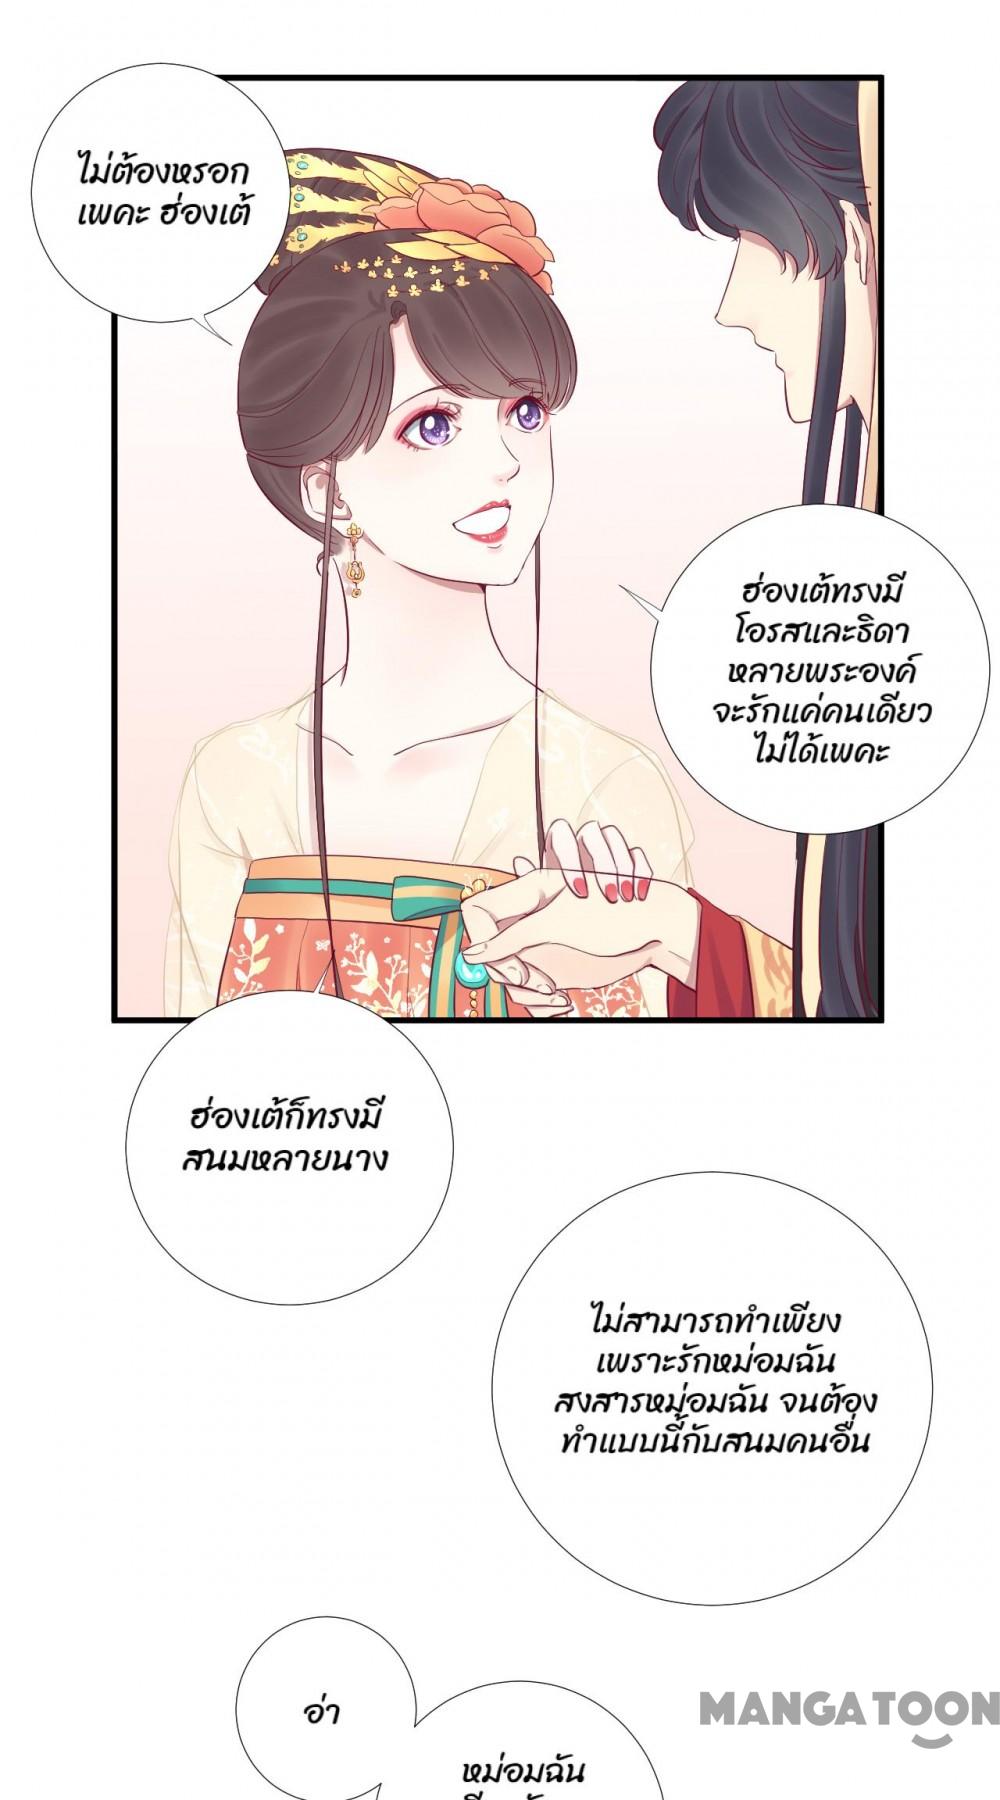 ไม่ต้องหรอก
เพคะ ฮ่องเต้
ฮ่องเต้ทรงมี
โอรสและธิดา
หลายพระองค์
จะรักแค่คนเดียว
ไม่ได้เพคะ
ฮ่องเต้ก็ทรงมี
สนมหลายนาง
ไม่สามารถทำเพียง
เพราะรักหม่อมฉัน
สงสารหม่อมฉัน จนต้อง
ทำแบบนี้กับสนมคนอื่น
อ่า
MANGATOON
หม่อมฉัน